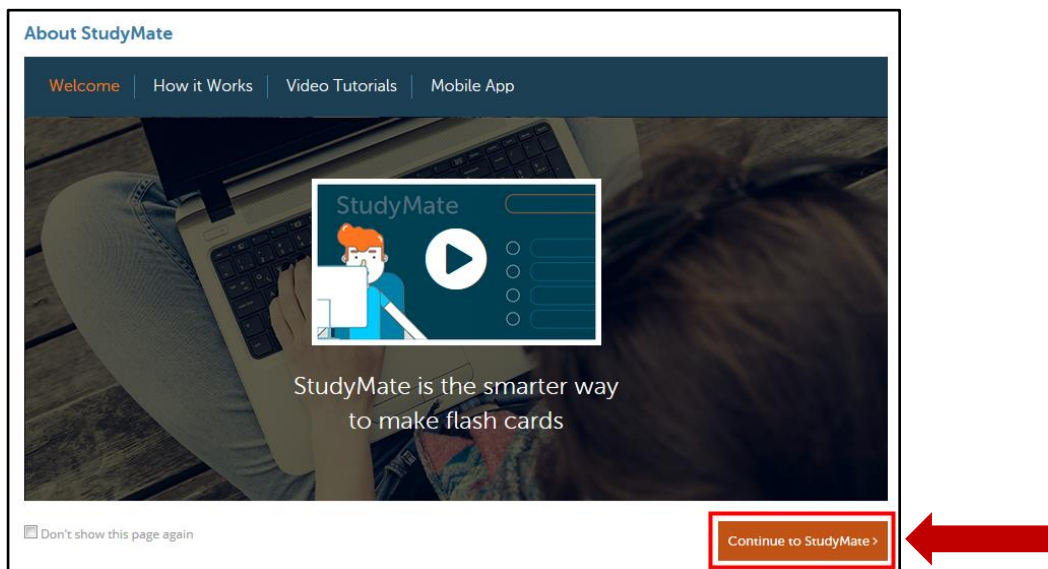 About StudyMate
Welcome How it Works Video Tutorials Mobile App
StudyMate
StudyMate is the smarter way
to make flash cards
Don't show this page again
Continue to StudyMate >